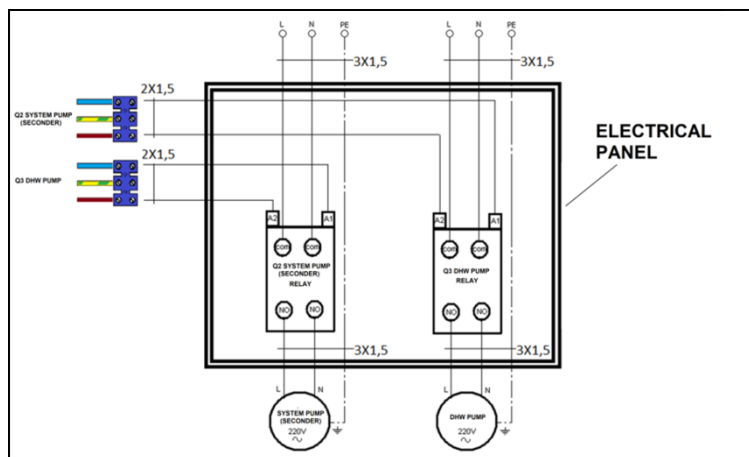 L N PE
L N PE
3X1,5
3X1,5
2X1,5
Q2 SYSTEM PUMP
(SECONDER)
2X1,5
Q3 DHW PUMP
ELECTRICAL
PANEL
A2
A1
A2
A1
com
com
Q2 SYSTEM PUMP
(SECONDER)
RELAY
NO
NO
com
com
Q3 DHW PUMP
RELAY
NO
NO
3X1,5
3X1,5
L
N
L
N
SYSTEM PUMP
(SECONDER)
220V
DHW PUMP
220V